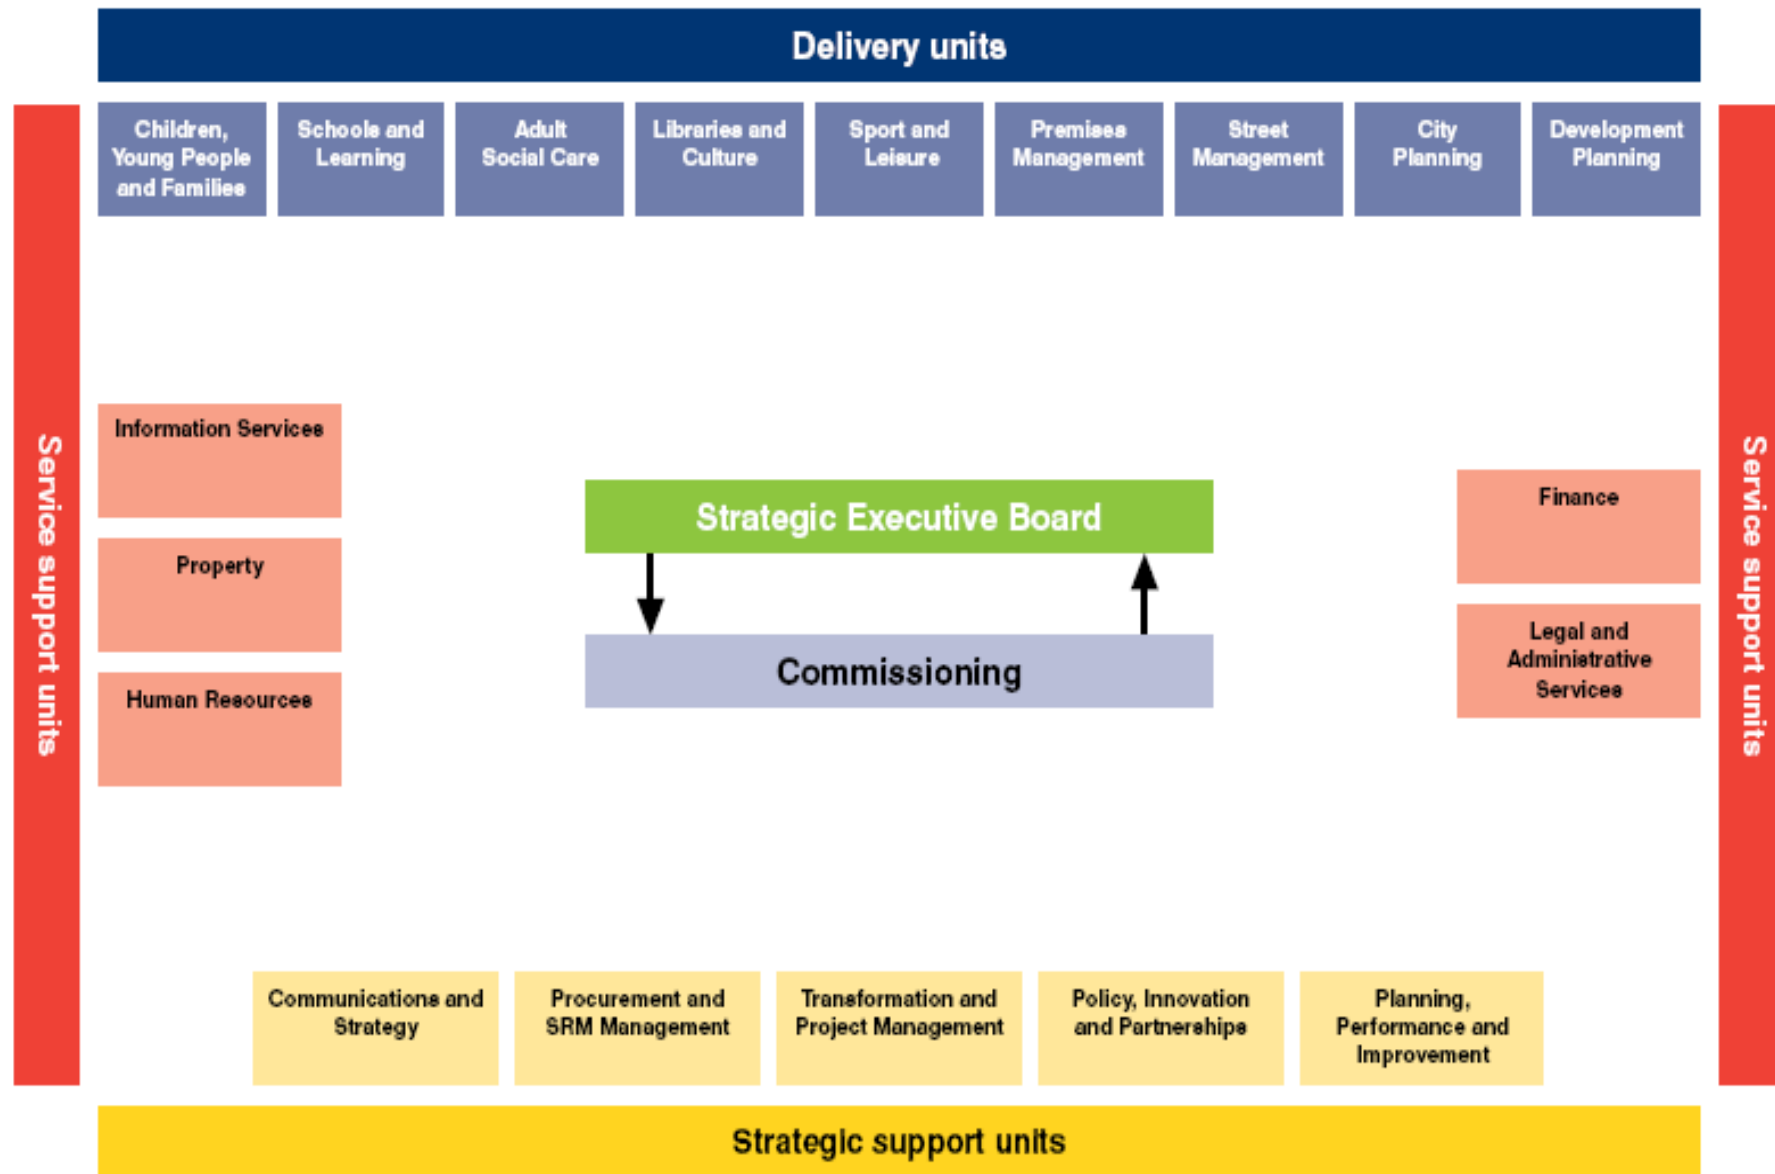 Delivery units
Children,
Young People
and Families
Schools and
Learning
Adult
Social Care
Libraries and
Culture
Sport and
Leisure
Premises
Management
Street
Management
City
Planning
Development
Planning
Service support units
Information Services
Property
Human Resources
Strategic Executive Board
Commissioning
Finance
Legal and
Administrative
Services
Service support units
Communications and
Strategy
Procurement and
SRM Management
Transformation and
Project Management
Policy, Innovation
and Partnerships
Planning,
Performance and
Improvement
Strategic support units